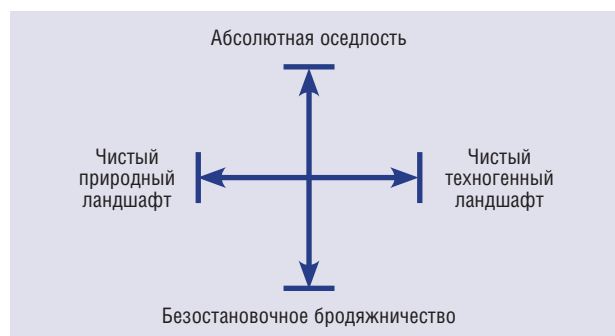 Абсолютная оседлость
Чистый
природный
ландшафт
Чистый
техногенный
ландшафт
Безостановочное бродяжничество